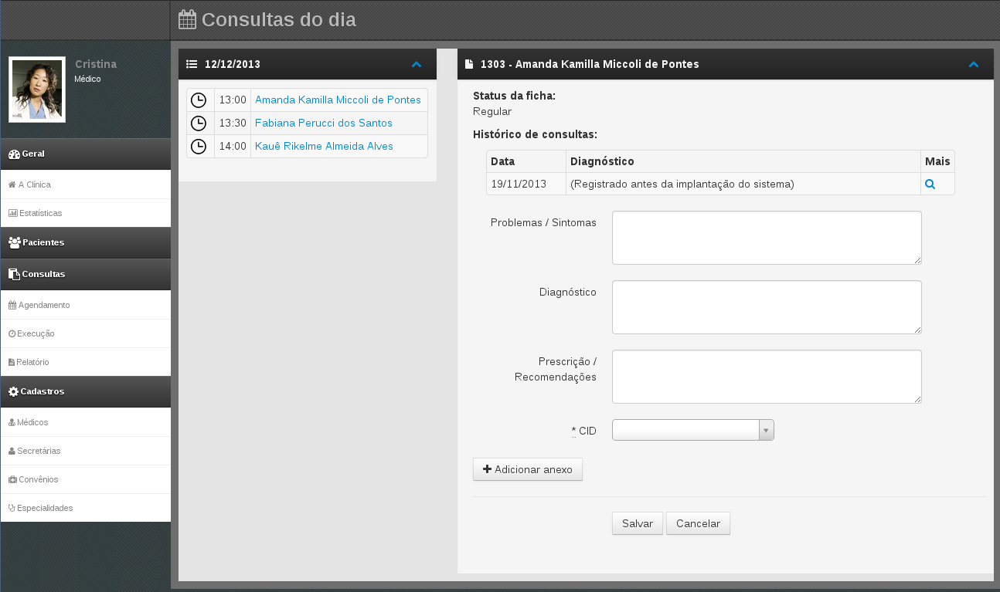 Consultas do dia
Cristina
Médico
Geral
A Clínica
Estatísticas
Pacientes
Consultas
Agendamento
Execução
Relatório
Cadastros
Médicos
Secretárias
Convênios
Especialidades
12/12/2013
13:00 Amanda Kamilla Miccoli de Pontes
13:30 Fabiana Perucci dos Santos
14:00 Kauê Rikelme Almeida Alves
1303 - Amanda Kamilla Miccoli de Pontes
Status da ficha:
Regular
Histórico de consultas:
Data Diagnóstico Mais
19/11/2013 (Registrado antes da implantação do sistema)
Problemas / Sintomas
Diagnóstico
Prescrição /
Recomendações
* CID
Adicionar anexo
Salvar Cancelar